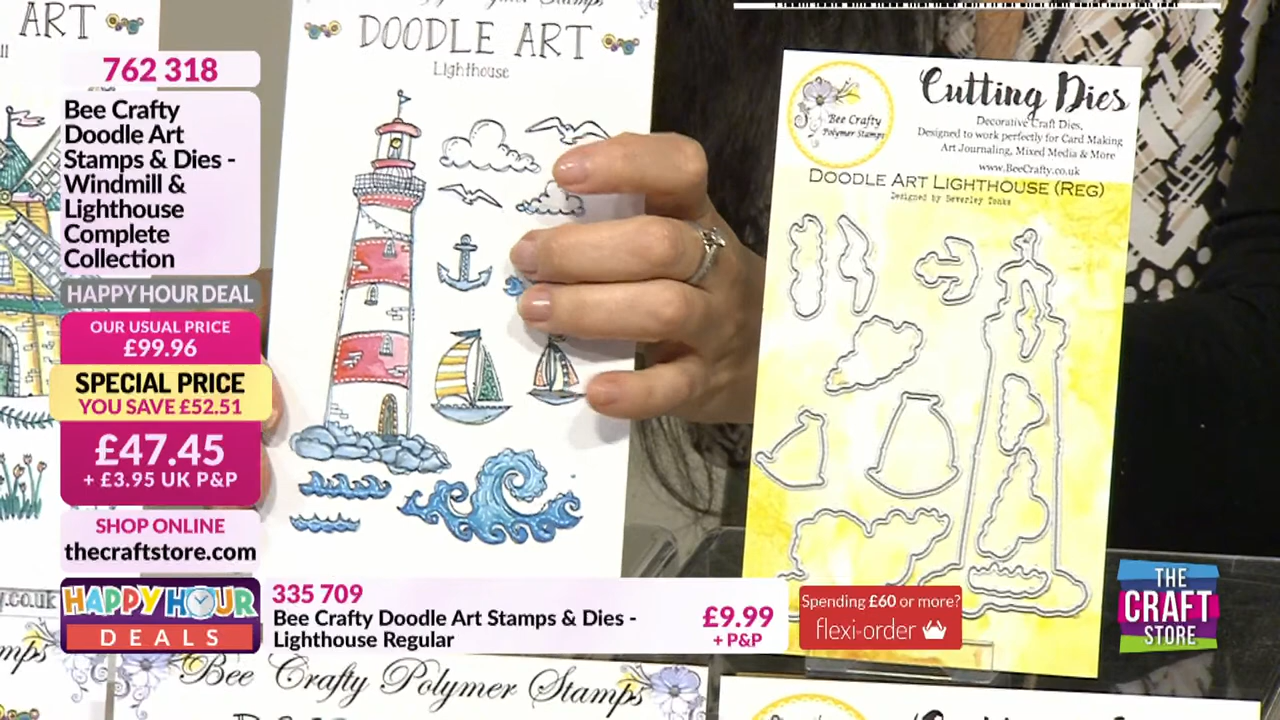 ART
Polymer Stamps
DOODLE ART
Lighthouse
762 318
Bee Crafty
Doodle Art
Stamps & Dies -
Windmill &
Lighthouse
Complete
Collection
HAPPY HOUR DEAL
OUR USUAL PRICE
£99.96
SPECIAL PRICE
YOU SAVE £52.51
£47.45
+ £3.95 UK P&P
SHOP ONLINE
thecraftstore.com
HAPPY HOUR
DEALS
Cutting Dies
Bee Crafty
Polymer Stamps
Decorative Craft Dies,
Designed to work perfectly for Card Making
Art Journaling, Mixed Media & More
www.BeeCrafty.co.uk
DOODLE ART LIGHTHOUSE (REG)
Designed by Beverley Tonks
335 709
Bee Crafty Doodle Art Stamps & Dies -
Lighthouse Regular
£9.99
+ P&P
Spending £60 or more?
flexi-order
THE
CRAFT
STORE
y.co.uk
mps
Bee Crafty Polymer Stamps